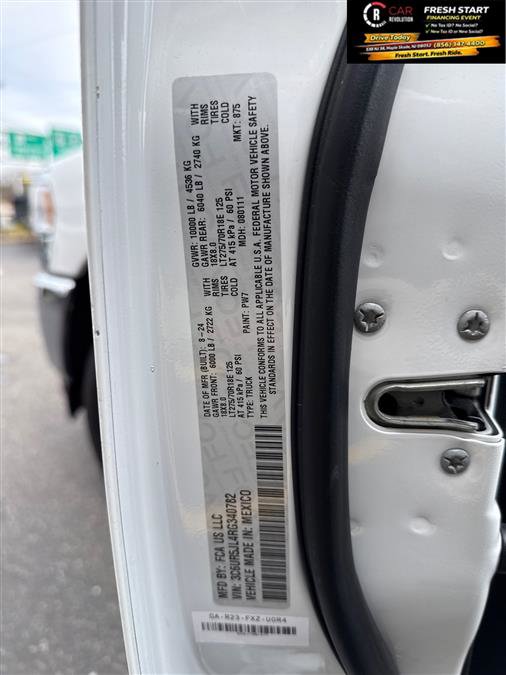 R CAR REVOLUTION
FRESH START
FINANCING EVENT
Drive Today
Fresh Start. Fresh Ride.
MFD BY: FCA US LLC
DATE OF MFR (BUILT): 8-24
GVWR: 10000 LB / 4536 KG
GAWR FRONT: 6000 LB / 2722 KG WITH
18X8.0 RIMS
LT275/70R18E 125 TIRES
AT 415 kPa / 60 PSI COLD
GAWR REAR: 6040 LB / 2740 KG WITH
18X8.0 RIMS
LT275/70R18E 125 TIRES
AT 415 kPa / 60 PSI COLD
VIN: 3C6UR5JL4RG340782
TYPE: TRUCK
PAINT: PW7
MDH: 080111
MKT: 875
VEHICLE MADE IN: MEXICO
THIS VEHICLE CONFORMS TO ALL APPLICABLE U.S.A. FEDERAL MOTOR VEHICLE SAFETY
STANDARDS IN EFFECT ON THE DATE OF MANUFACTURE SHOWN ABOVE.